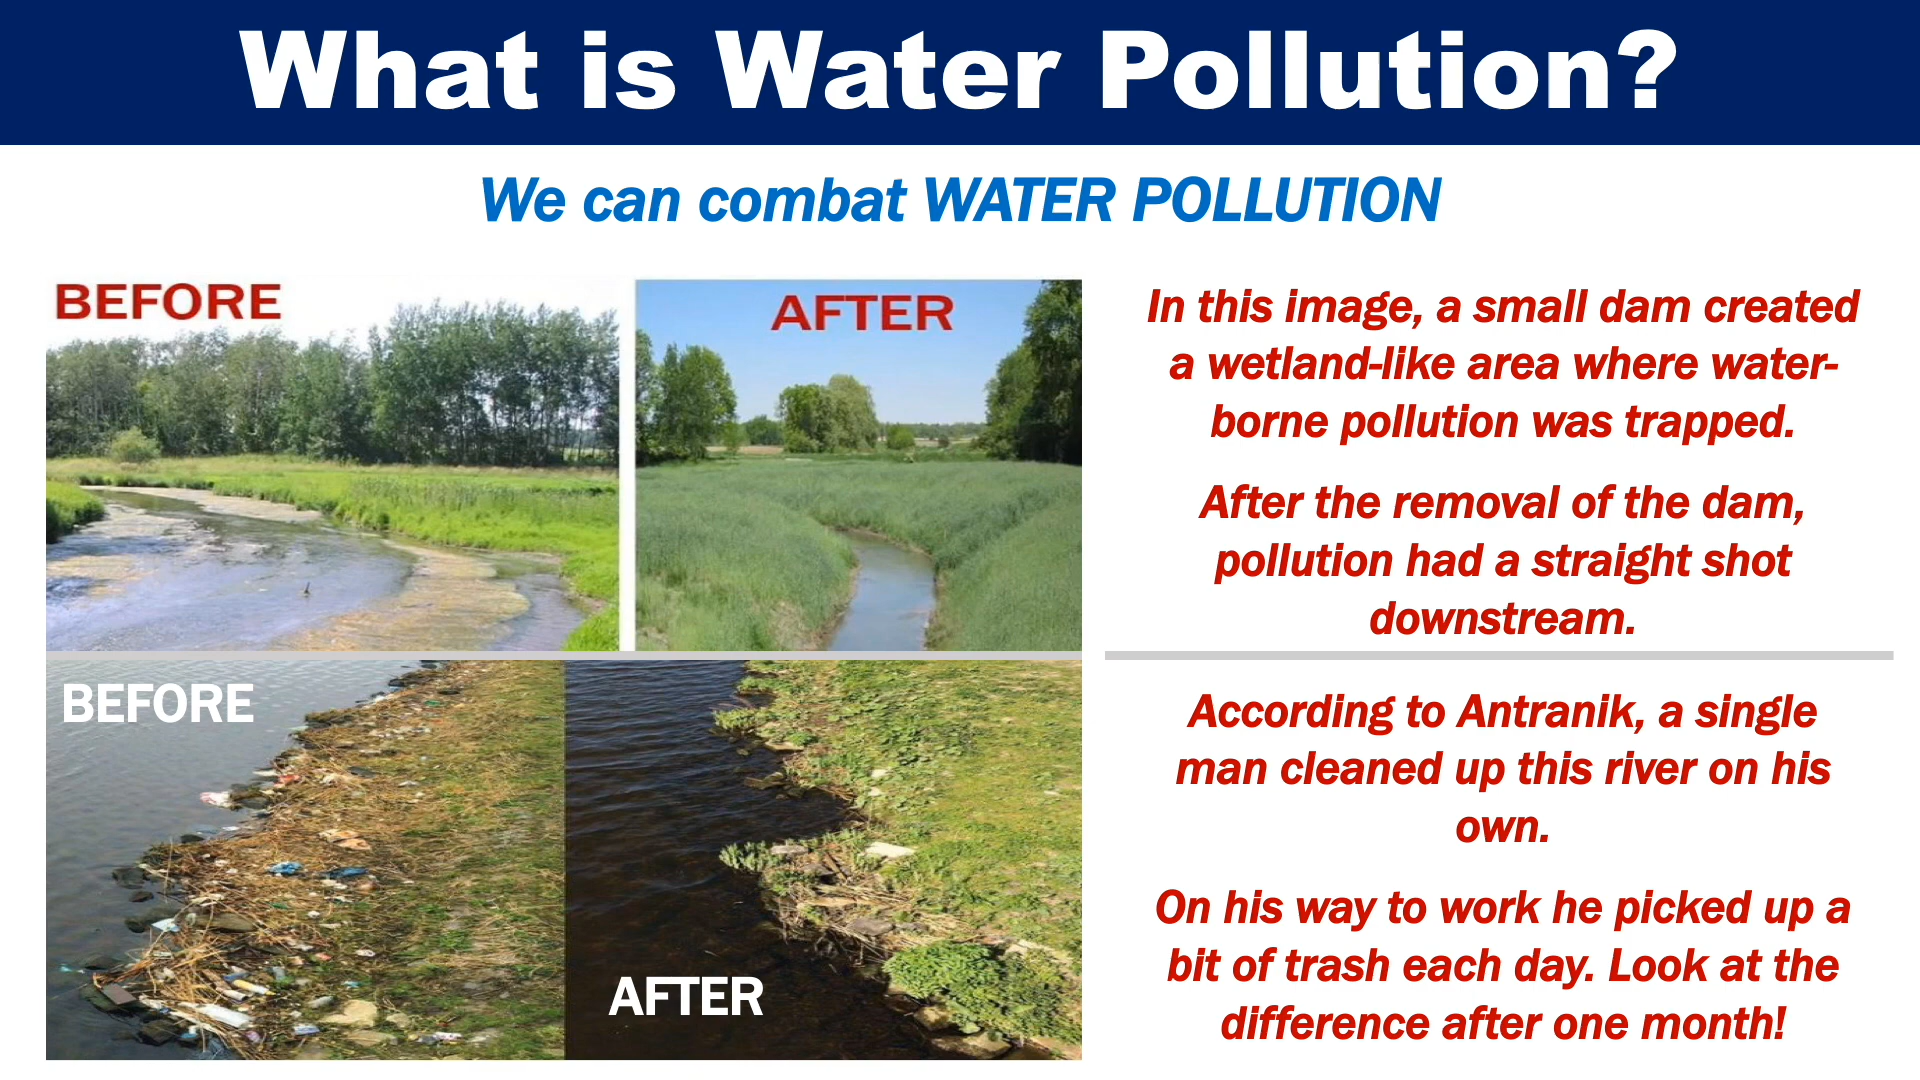 What is Water Pollution?
We can combat WATER POLLUTION
BEFORE
AFTER
In this image, a small dam created
a wetland-like area where water-
borne pollution was trapped.
After the removal of the dam,
pollution had a straight shot
downstream.
BEFORE
AFTER
According to Antranik, a single
man cleaned up this river on his
own.
On his way to work he picked up a
bit of trash each day. Look at the
difference after one month!